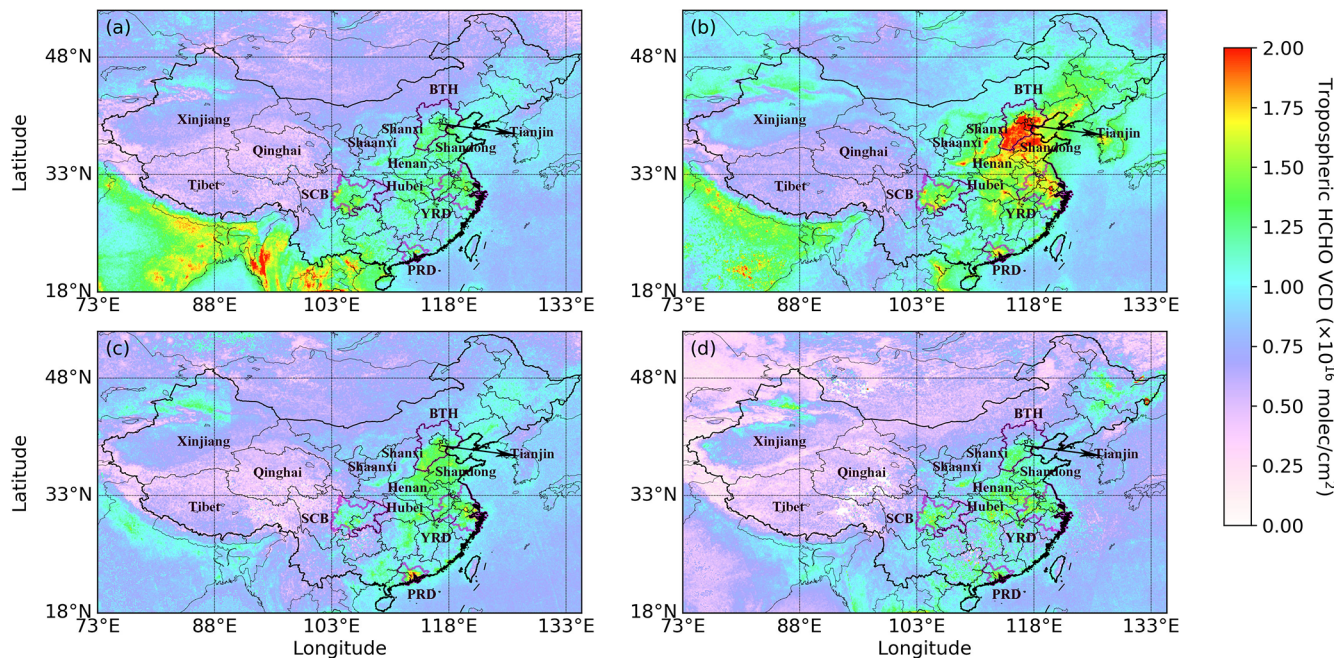 (a)
48°N
33°N
18°N
73°E
88°E
103°E
118°E
133°E
Latitude
BTH
Xinjiang
Shanxi
Shaanxi
Tianjin
Qinghai
Shandong
Henan
Tibet
SCB
Hubei
YRD
PRD
(b)
48°N
33°N
18°N
73°E
88°E
103°E
118°E
133°E
BTH
Xinjiang
Shanxi
Shaanxi
Tianjin
Qinghai
Shandong
Henan
Tibet
SCB
Hubei
YRD
PRD
(c)
48°N
33°N
18°N
73°E
88°E
103°E
118°E
133°E
Latitude
Longitude
BTH
Xinjiang
Shanxi
Shaanxi
Tianjin
Qinghai
Shandong
Henan
Tibet
SCB
Hubei
YRD
PRD
(d)
48°N
33°N
18°N
73°E
88°E
103°E
118°E
133°E
Longitude
BTH
Xinjiang
Shanxi
Shaanxi
Tianjin
Qinghai
Shandong
Henan
Tibet
SCB
Hubei
YRD
PRD
2.00
1.75
1.50
1.25
1.00
0.75
0.50
0.25
0.00
Tropospheric HCHO VCD (×10¹⁶ molec/cm²)